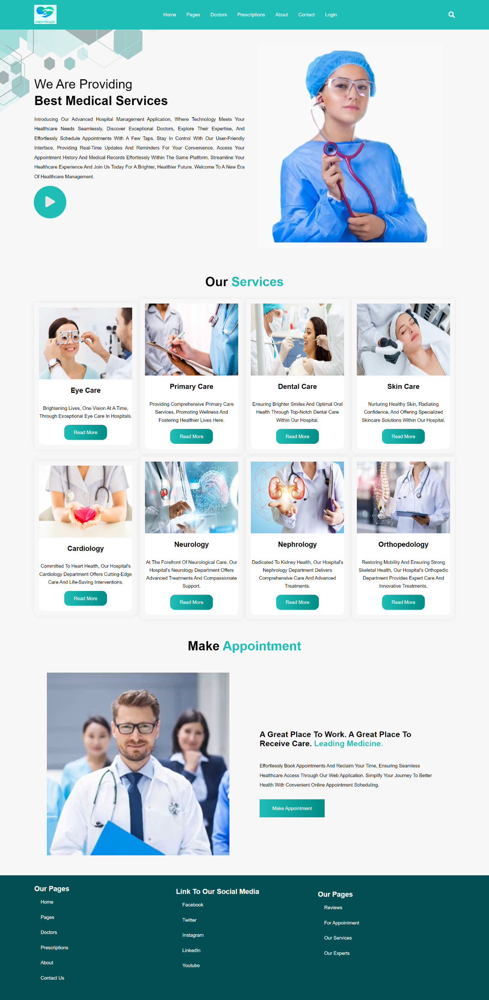 MEDITRACK
Home Pages Doctors Prescriptions About Contact Login
We Are Providing
Best Medical Services
Introducing Our Advanced Hospital Management Application, Where Technology Meets Your
Healthcare Needs Seamlessly. Discover Exceptional Doctors, Explore Their Expertise, And
Effortlessly Schedule Appointments With A Few Taps. Stay In Control With Our User-Friendly
Interface, Providing Real-Time Updates And Reminders For Your Convenience. Access Your
Appointment History And Medical Records Effortlessly Within The Same Platform. Streamline Your
Healthcare Experience And Join Us Today For A Brighter, Healthier Future. Welcome To A New Era
Of Healthcare Management.
Our Services
Eye Care
Brightening Lives, One Vision At A Time,
Through Exceptional Eye Care In Hospitals.
Read More
Primary Care
Providing Comprehensive Primary Care
Services, Promoting Wellness And
Fostering Healthier Lives Here.
Read More
Dental Care
Ensuring Brighter Smiles And Optimal Oral
Health Through Top-Notch Dental Care
Within Our Hospital.
Read More
Skin Care
Nurturing Healthy Skin, Radiating
Confidence, And Offering Specialized
Skincare Solutions Within Our Hospital.
Read More
Cardiology
Committed To Heart Health, Our Hospital's
Cardiology Department Offers Cutting-Edge
Care And Life-Saving Interventions.
Read More
Neurology
At The Forefront Of Neurological Care, Our
Hospital's Neurology Department Offers
Advanced Treatments And Compassionate
Support.
Read More
Nephrology
Dedicated To Kidney Health, Our Hospital's
Nephrology Department Delivers
Comprehensive Care And Advanced
Treatments.
Read More
Orthopedology
Restoring Mobility And Ensuring Strong
Skeletal Health, Our Hospital's Orthopedic
Department Provides Expert Care And
Innovative Treatments.
Read More
Make Appointment
A Great Place To Work. A Great Place To
Receive Care. Leading Medicine.
Effortlessly Book Appointments And Reclaim Your Time, Ensuring Seamless
Healthcare Access Through Our Web Application. Simplify Your Journey To Better
Health With Convenient Online Appointment Scheduling.
Make Appointment
Our Pages
Home
Pages
Doctors
Prescriptions
About
Contact Us
Link To Our Social Media
Facebook
Twitter
Instagram
LinkedIn
Youtube
Our Pages
Reviews
For Appointment
Our Services
Our Experts